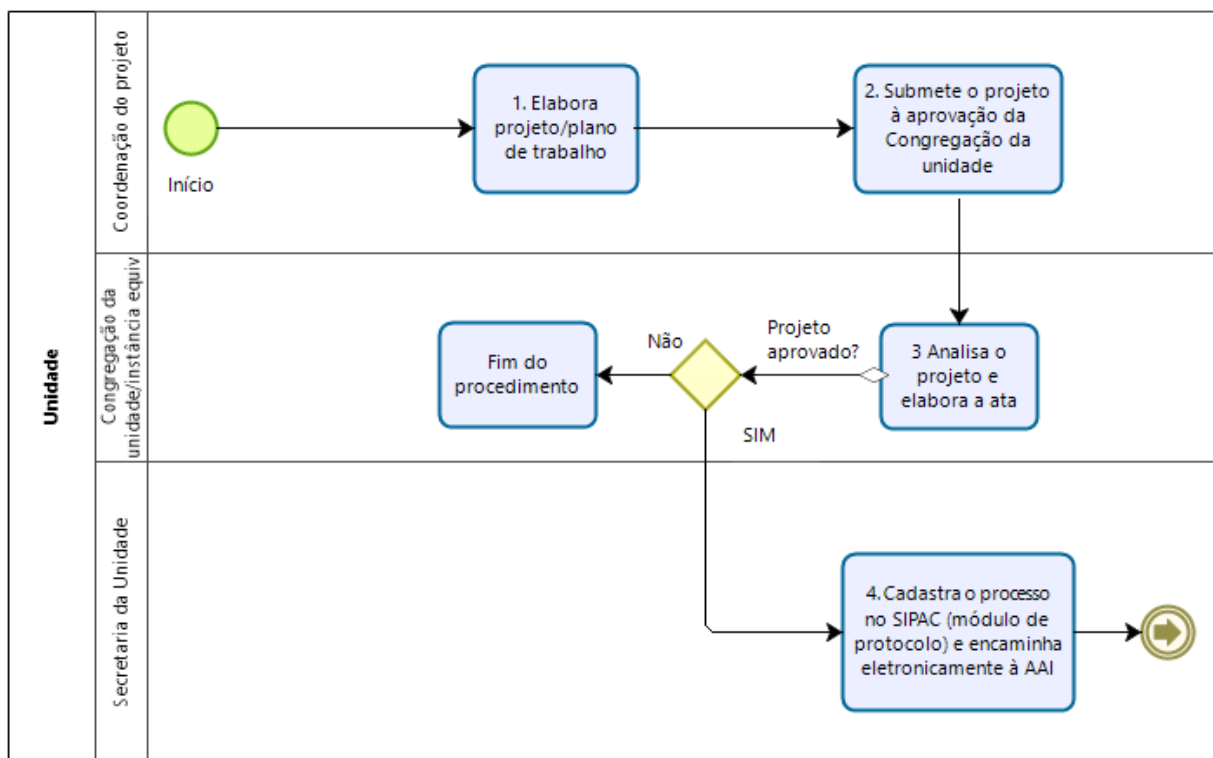 Unidade
Coordenação do projeto
Início
1. Elabora
projeto/plano
de trabalho
2. Submete o projeto
à aprovação da
Congregação da
unidade
Congregação da
unidade/instância equiv
Fim do
procedimento
Não
Projeto
aprovado?
SIM
3 Analisa o
projeto e
elabora a ata
Secretaria da Unidade
4. Cadastra o processo
no SIPAC (módulo de
protocolo) e encaminha
eletronicamente à AAI